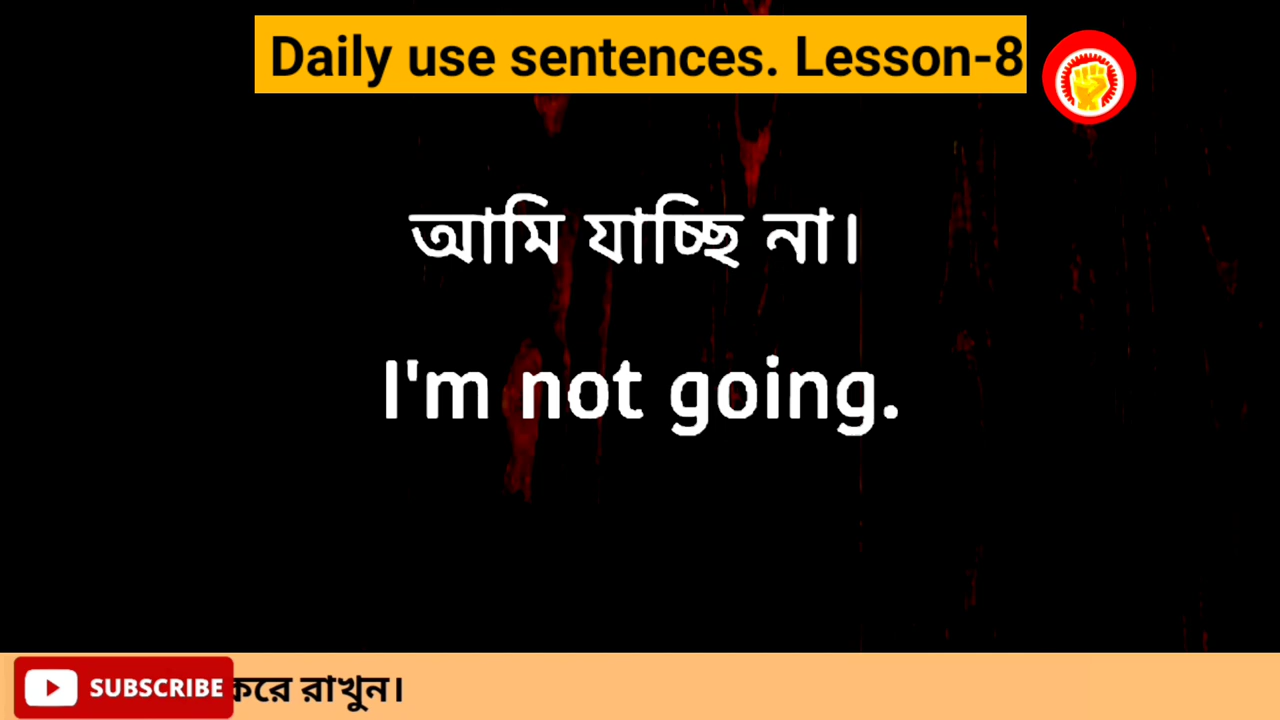 Daily use sentences. Lesson-8
আমি যাচ্ছি না।
I'm not going.
SUBSCRIBE করে রাখুন।